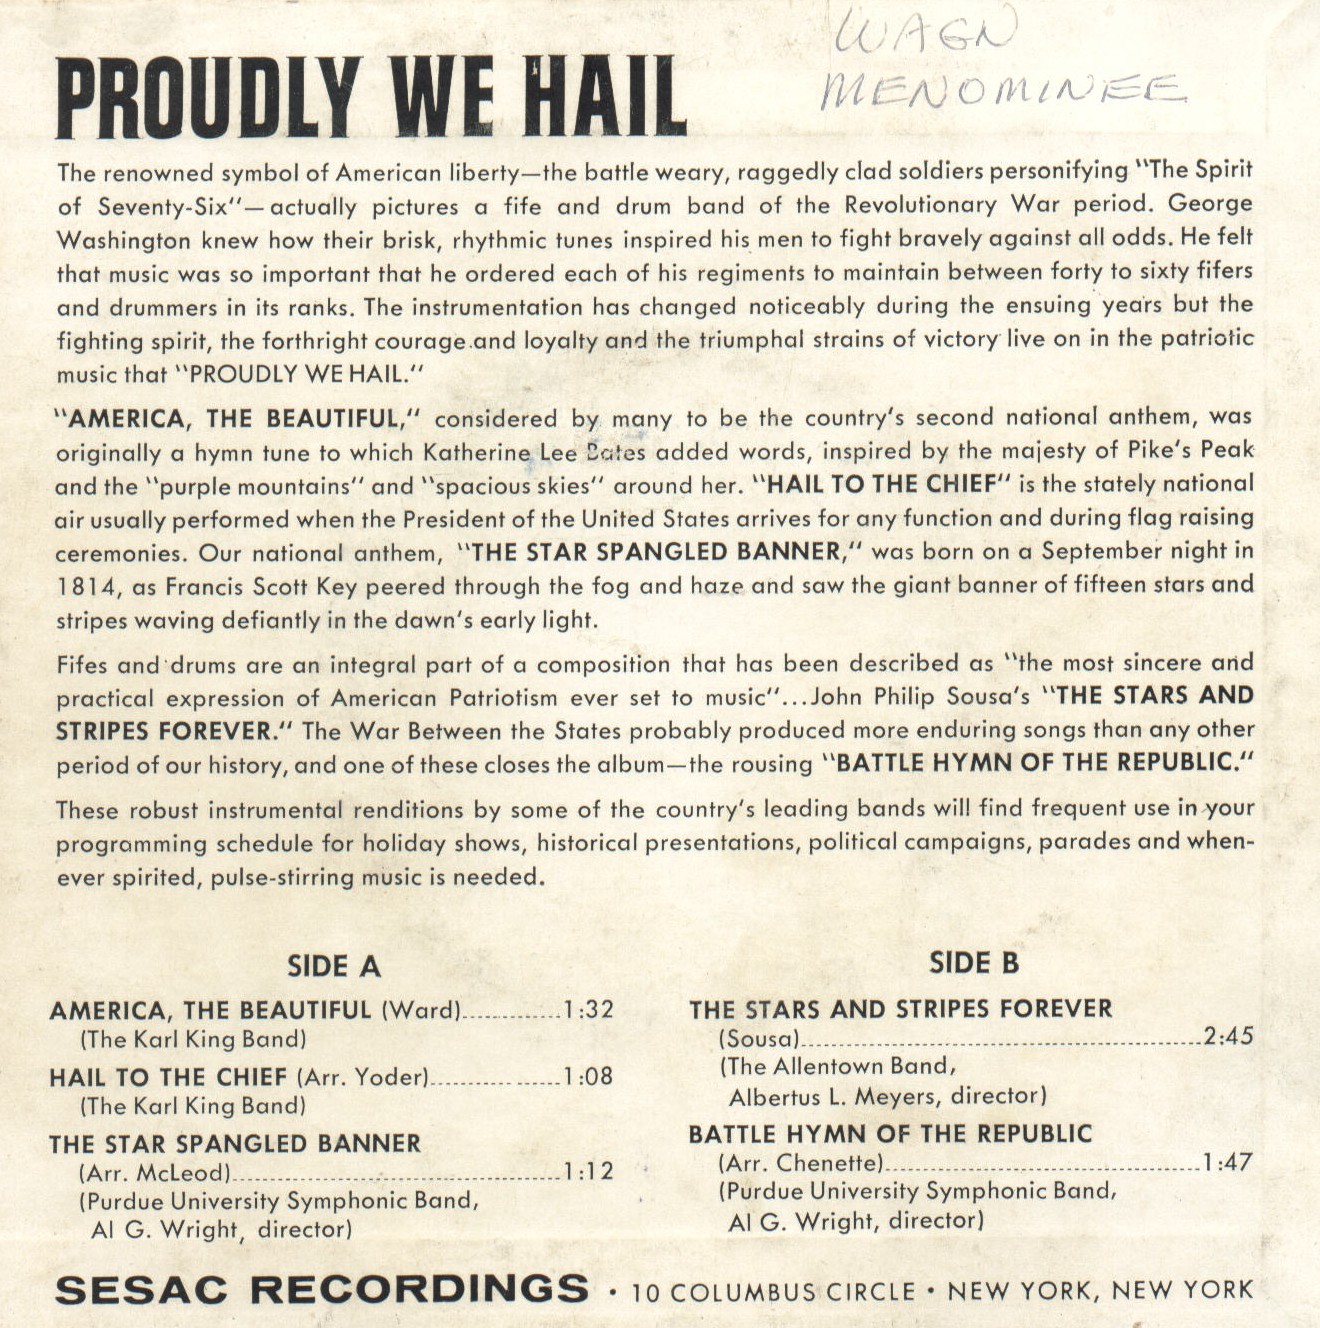 WAGN
MENOMINEE
PROUDLY WE HAIL
The renowned symbol of American liberty—the battle weary, raggedly clad soldiers personifying "The Spirit
of Seventy-Six"—actually pictures a fife and drum band of the Revolutionary War period. George
Washington knew how their brisk, rhythmic tunes inspired his men to fight bravely against all odds. He felt
that music was so important that he ordered each of his regiments to maintain between forty to sixty fifers
and drummers in its ranks. The instrumentation has changed noticeably during the ensuing years but the
fighting spirit, the forthright courage and loyalty and the triumphal strains of victory live on in the patriotic
music that "PROUDLY WE HAIL."
"AMERICA, THE BEAUTIFUL," considered by many to be the country's second national anthem, was
originally a hymn tune to which Katherine Lee Bates added words, inspired by the majesty of Pike's Peak
and the "purple mountains" and "spacious skies" around her. "HAIL TO THE CHIEF" is the stately national
air usually performed when the President of the United States arrives for any function and during flag raising
ceremonies. Our national anthem, "THE STAR SPANGLED BANNER," was born on a September night in
1814, as Francis Scott Key peered through the fog and haze and saw the giant banner of fifteen stars and
stripes waving defiantly in the dawn's early light.
Fifes and drums are an integral part of a composition that has been described as "the most sincere and
practical expression of American Patriotism ever set to music"...John Philip Sousa's "THE STARS AND
STRIPES FOREVER." The War Between the States probably produced more enduring songs than any other
period of our history, and one of these closes the album—the rousing "BATTLE HYMN OF THE REPUBLIC."
These robust instrumental renditions by some of the country's leading bands will find frequent use in your
programming schedule for holiday shows, historical presentations, political campaigns, parades and when-
ever spirited, pulse-stirring music is needed.
SIDE A
AMERICA, THE BEAUTIFUL (Ward)..............1:32
(The Karl King Band)
HAIL TO THE CHIEF (Arr. Yoder)..................1:08
(The Karl King Band)
THE STAR SPANGLED BANNER
(Arr. McLeod)..............................................1:12
(Purdue University Symphonic Band,
Al G. Wright, director)
SIDE B
THE STARS AND STRIPES FOREVER
(Sousa)........................................................2:45
(The Allentown Band,
Albertus L. Meyers, director)
BATTLE HYMN OF THE REPUBLIC
(Arr. Chenette)............................................1:47
(Purdue University Symphonic Band,
Al G. Wright, director)
SESAC RECORDINGS • 10 COLUMBUS CIRCLE • NEW YORK, NEW YORK